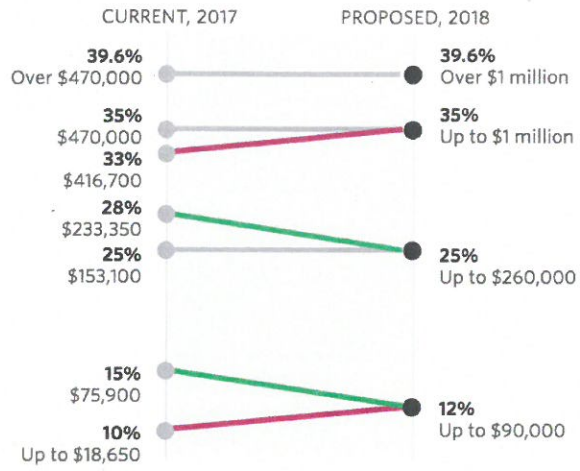 CURRENT, 2017
PROPOSED, 2018
39.6%
Over $470,000
39.6%
Over $1 million
35%
$470,000
35%
Up to $1 million
33%
$416,700
28%
$233,350
25%
$153,100
25%
Up to $260,000
15%
$75,900
12%
Up to $90,000
10%
Up to $18,650